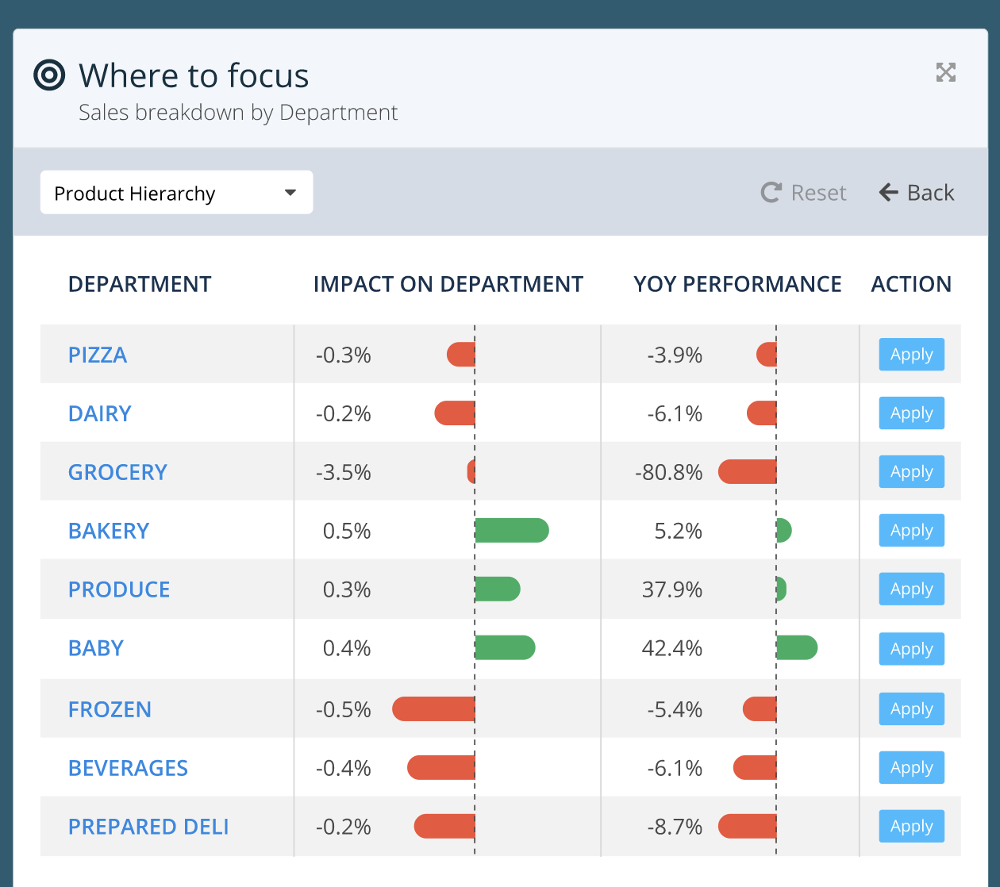 Where to focus
Sales breakdown by Department
Product Hierarchy Reset Back
DEPARTMENT IMPACT ON DEPARTMENT YOY PERFORMANCE ACTION
PIZZA -0.3% -3.9% Apply
DAIRY -0.2% -6.1% Apply
GROCERY -3.5% -80.8% Apply
BAKERY 0.5% 5.2% Apply
PRODUCE 0.3% 37.9% Apply
BABY 0.4% 42.4% Apply
FROZEN -0.5% -5.4% Apply
BEVERAGES -0.4% -6.1% Apply
PREPARED DELI -0.2% -8.7% Apply